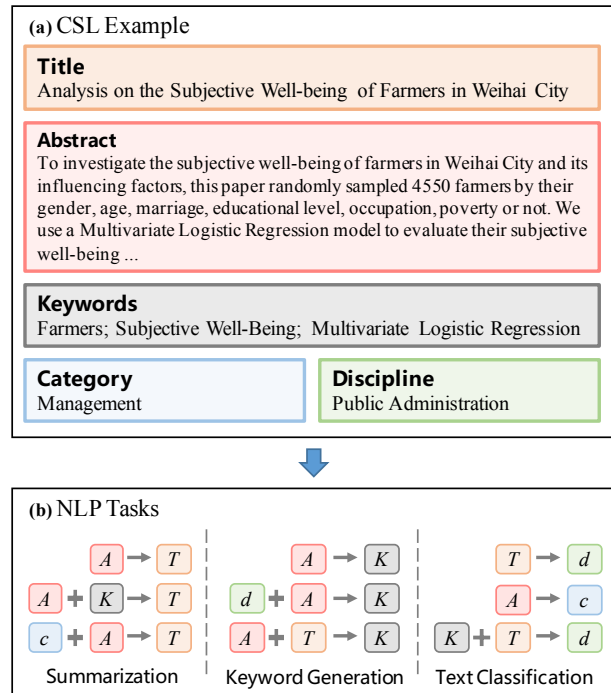 (a) CSL Example
Title
Analysis on the Subjective Well-being of Farmers in Weihai City
Abstract
To investigate the subjective well-being of farmers in Weihai City and its
influencing factors, this paper randomly sampled 4550 farmers by their
gender, age, marriage, educational level, occupation, poverty or not. We
use a Multivariate Logistic Regression model to evaluate their subjective
well-being ...
Keywords
Farmers; Subjective Well-Being; Multivariate Logistic Regression
Category
Management
Discipline
Public Administration
(b) NLP Tasks
A → T
A + K → T
c + A → T
Summarization
A → K
d + A → K
A + T → K
Keyword Generation
T → d
A → c
K + T → d
Text Classification